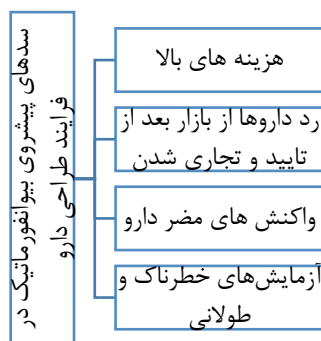 سدهای پیشروی بیوانفورماتیک در
فرایند طراحی دارو
هزینه های بالا
رد داروها از بازار بعد از
تایید و تجاری شدن
واکنش های مضر دارو
آزمایش‌های خطرناک و
طولانی